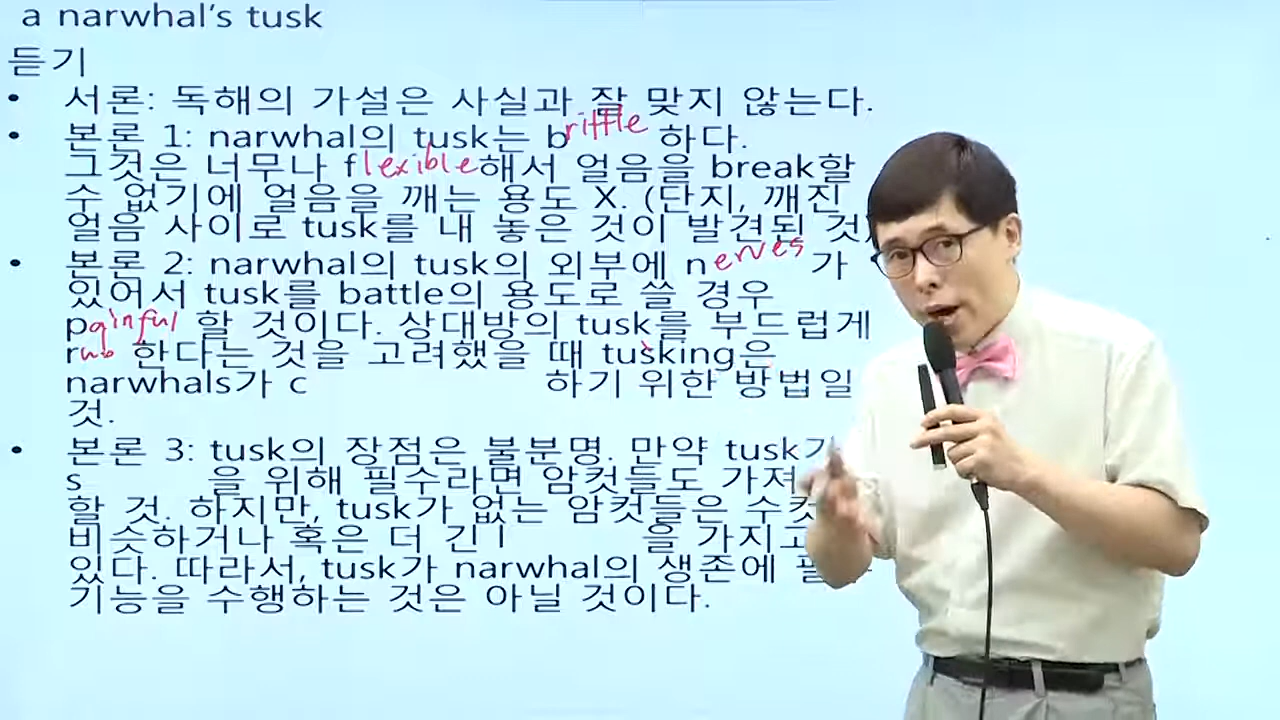 a narwhal's tusk
듣기
• 서론: 독해의 가설은 사실과 잘 맞지 않는다.
• 본론 1: narwhal의 tusk는 brittle 하다.
그것은 너무나 flexible해서 얼음을 break할
수 없기에 얼음을 깨는 용도 X. (단지, 깨진
얼음 사이로 tusk를 내 놓은 것이 발견된 것)
• 본론 2: narwhal의 tusk의 외부에 nerves 가
있어서 tusk를 battle의 용도로 쓸 경우
painful 할 것이다. 상대방의 tusk를 부드럽게
rub 한다는 것을 고려했을 때 tusking은
narwhals가 c 하기 위한 방법일
것.
• 본론 3: tusk의 장점은 불분명. 만약 tusk가
s 을 위해 필수라면 암컷들도 가져
할 것. 하지만, tusk가 없는 암컷들은 수컷
비슷하거나 혹은 더 긴 l 을 가지고
있다. 따라서, tusk가 narwhal의 생존에
기능을 수행하는 것은 아닐 것이다.